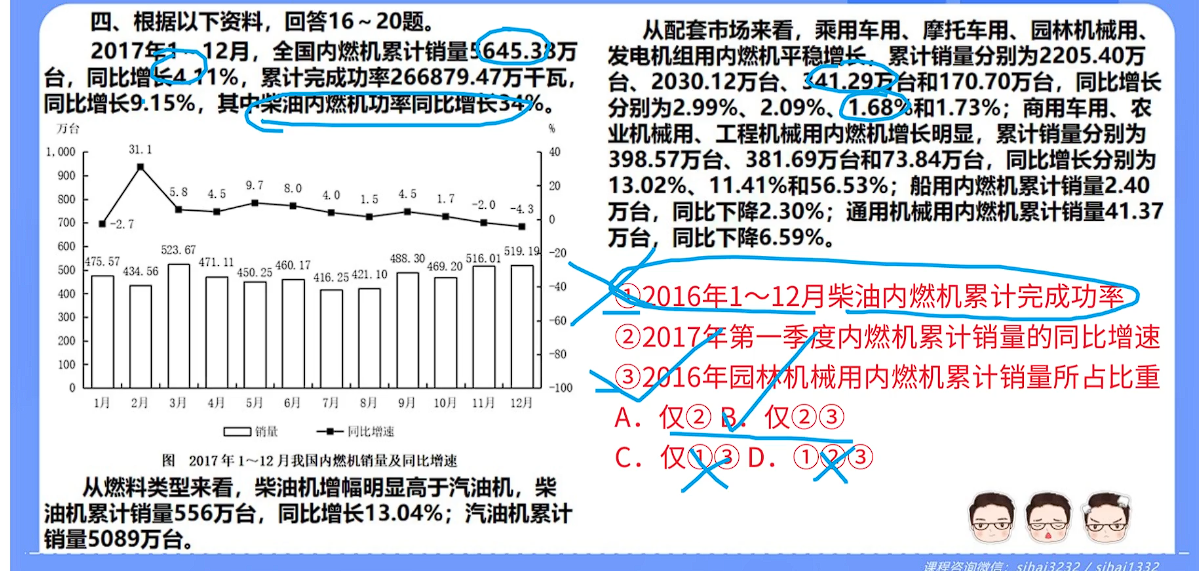 四、根据以下资料，回答16～20题。
2017年1～12月，全国内燃机累计销量5645.38万
台，同比增长4.11%，累计完成功率266879.47万千瓦，
同比增长9.15%，其中柴油内燃机功率同比增长34%。
万台
%
1,000
900
800
700
600
500
400
300
200
100
0
40
20
0
-20
-40
-60
-80
-100
-2.7
31.1
5.8
4.5
9.7
8.0
4.0
1.5
4.5
1.7
-2.0
-4.3
475.57
434.56
523.67
471.11
450.25
460.17
416.25
421.10
488.30
469.20
516.01
519.19
1月 2月 3月 4月 5月 6月 7月 8月 9月 10月 11月 12月
销量 同比增速
图 2017年1～12月我国内燃机销量及同比增速
从燃料类型来看，柴油机增幅明显高于汽油机，柴
油机累计销量556万台，同比增长13.04%；汽油机累计
销量5089万台。
从配套市场来看，乘用车用、摩托车用、园林机械用、
发电机组用内燃机平稳增长，累计销量分别为2205.40万
台、2030.12万台、341.29万台和170.70万台，同比增长
分别为2.99%、2.09%、1.68%和1.73%；商用车用、农
业机械用、工程机械用内燃机增长明显，累计销量分别为
398.57万台、381.69万台和73.84万台，同比增长分别为
13.02%、11.41%和56.53%；船用内燃机累计销量2.40
万台，同比下降2.30%；通用机械用内燃机累计销量41.37
万台，同比下降6.59%。
①2016年1～12月柴油内燃机累计完成功率
②2017年第一季度内燃机累计销量的同比增速
③2016年园林机械用内燃机累计销量所占比重
A．仅② B．仅②③
C．仅①③ D．①②③
课程咨询微信：sihai3232 / sihai1332